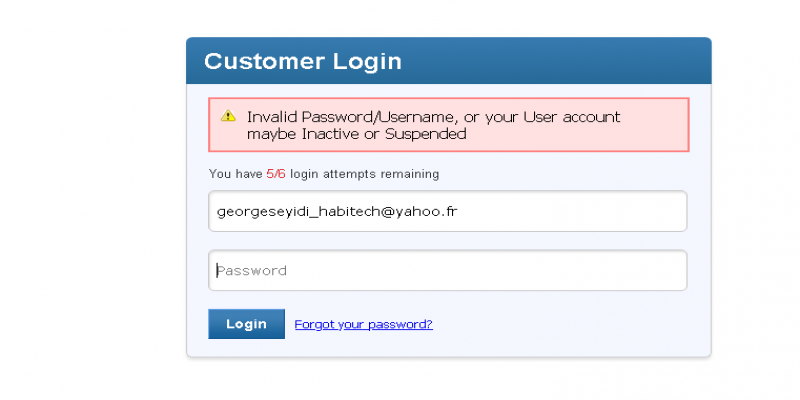 Customer Login
Invalid Password/Username, or your User account
maybe Inactive or Suspended
You have 5/6 login attempts remaining
georgeseyidi_habitech@yahoo.fr
Password
Login Forgot your password?